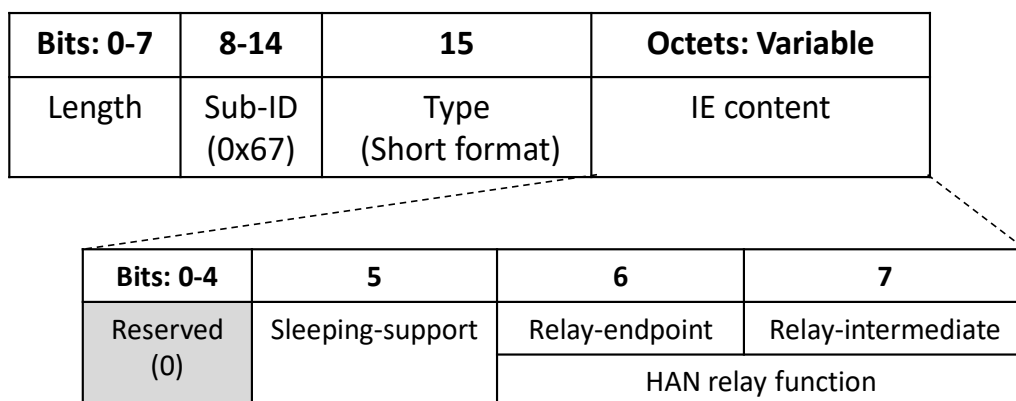 Bits: 0-7 8-14 15 Octets: Variable
Length Sub-ID Type IE content
(0x67) (Short format)
Bits: 0-4 5 6 7
Reserved Sleeping-support Relay-endpoint Relay-intermediate
(0) HAN relay function